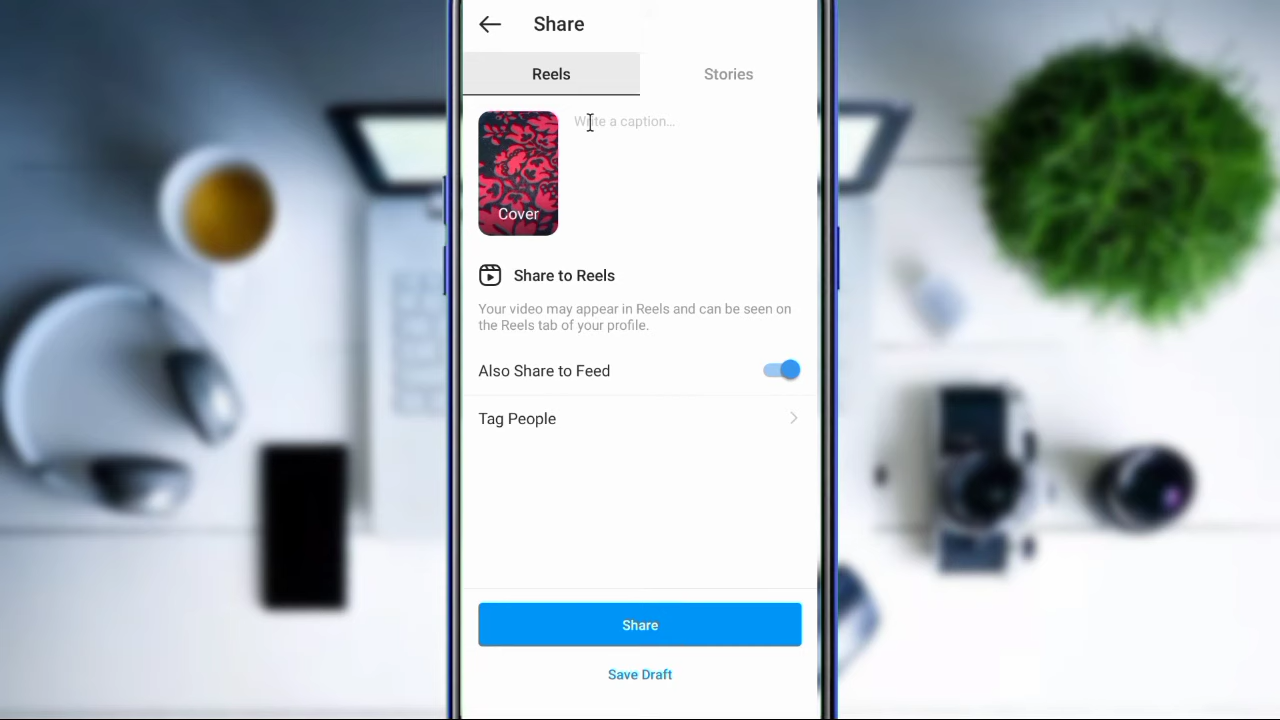 Share
Reels
Stories
Write a caption...
Cover
Share to Reels
Your video may appear in Reels and can be seen on
the Reels tab of your profile.
Also Share to Feed
Tag People
Share
Save Draft